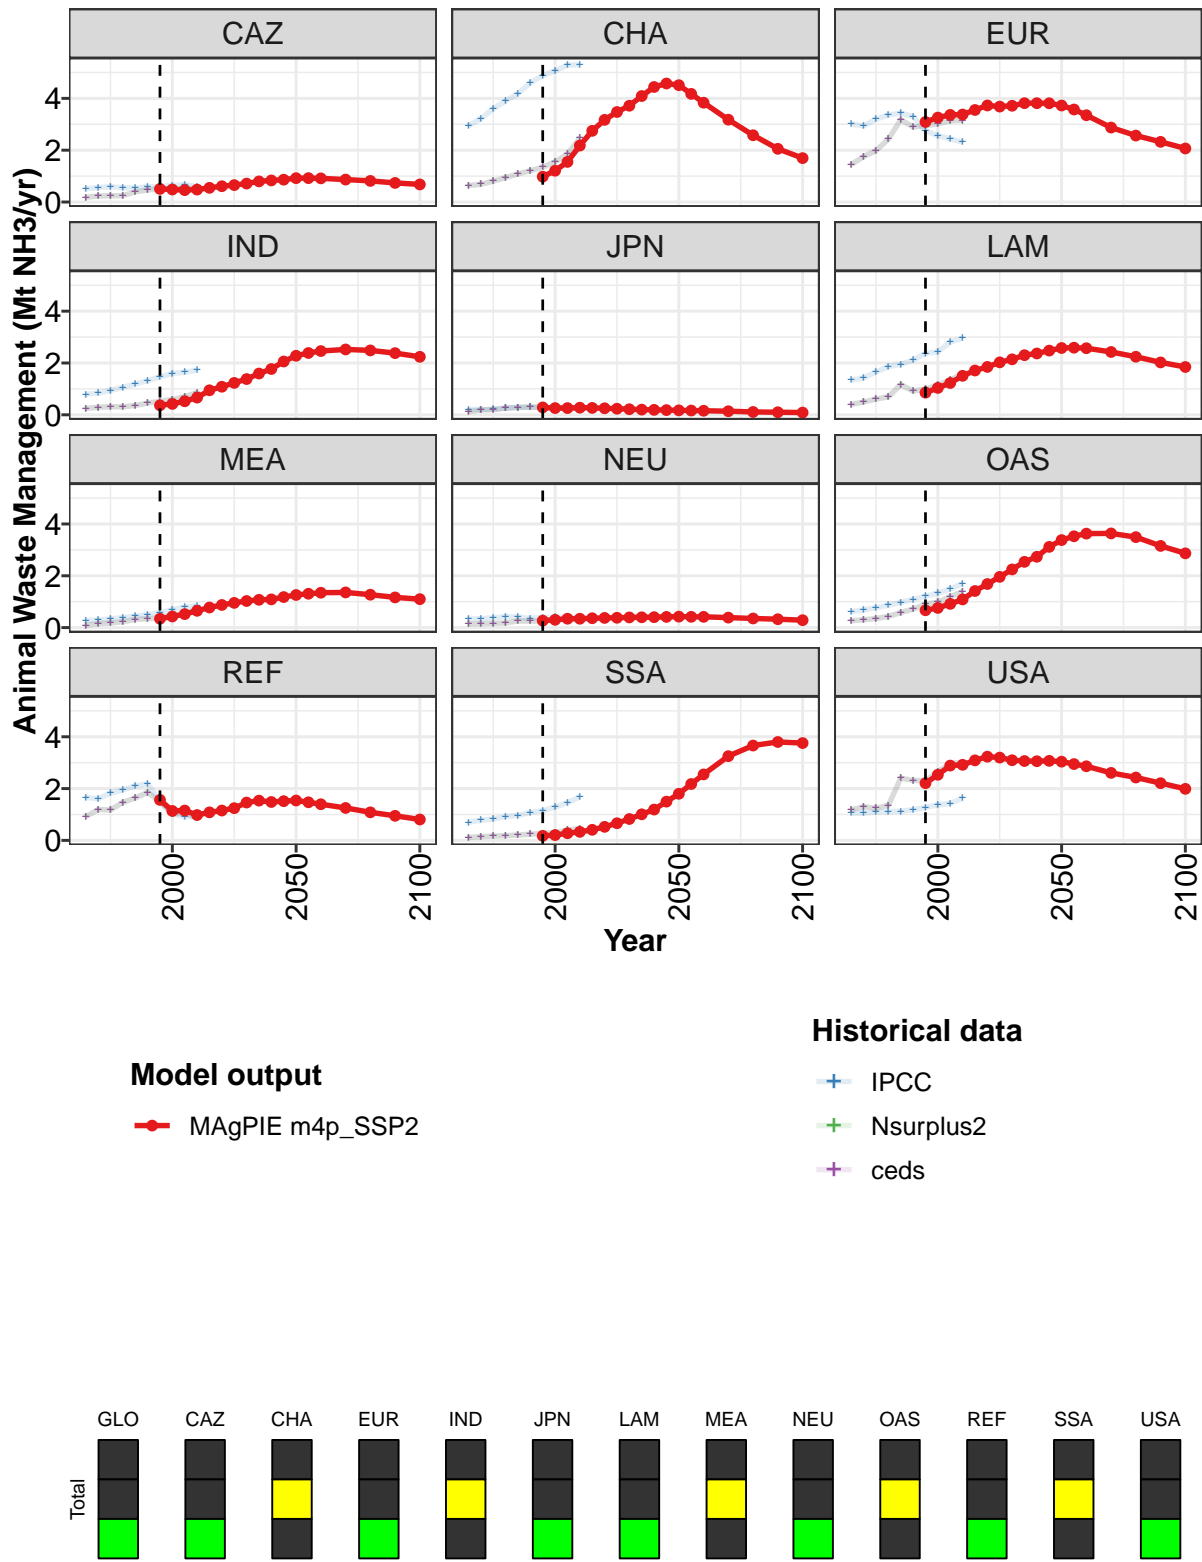 CAZ CHA EUR
4
2
0
IND JPN LAM
4
2
0
MEA NEU OAS
4
2
0
REF SSA USA
4
2
0
2000 2050 2100 2000 2050 2100 2000 2050 2100
Year
Animal Waste Management (Mt NH3/yr)
Model output
MAgPIE m4p_SSP2
Historical data
IPCC
Nsurplus2
ceds
GLO CAZ CHA EUR IND JPN LAM MEA NEU OAS REF SSA USA
Total